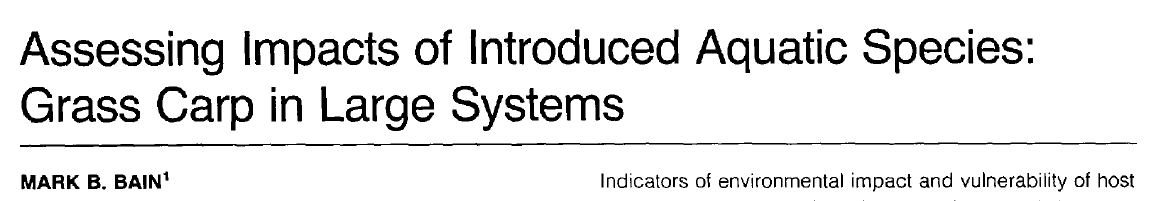 Assessing Impacts of Introduced Aquatic Species:
Grass Carp in Large Systems
MARK B. BAIN¹
Indicators of environmental impact and vulnerability of host